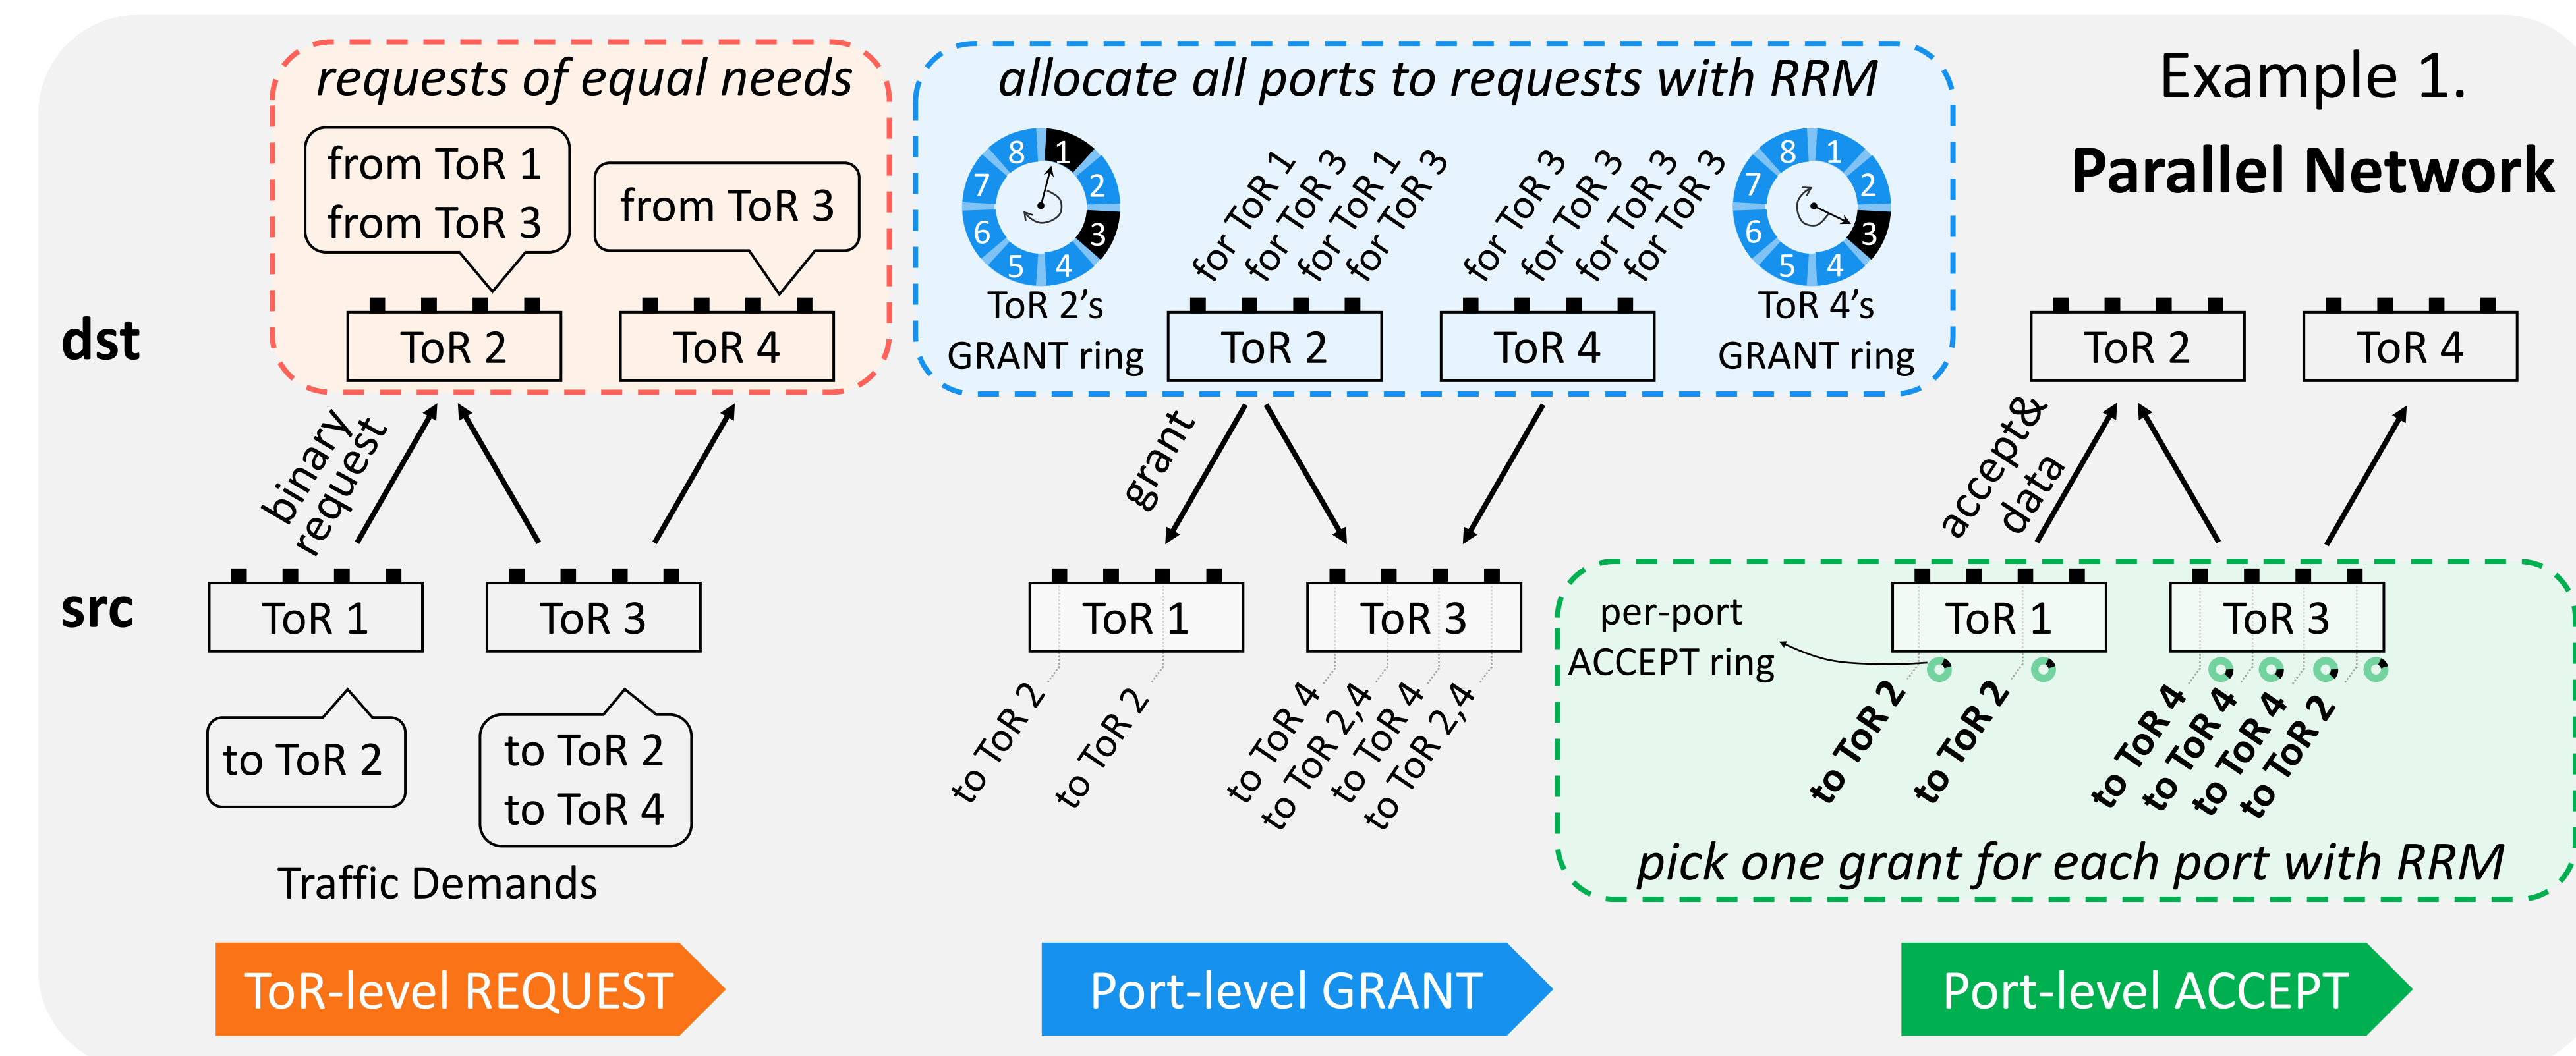 requests of equal needs
from ToR 1
from ToR 3
from ToR 3
ToR 2
ToR 4
dst
binary
request
src
ToR 1
ToR 3
to ToR 2
to ToR 2
to ToR 4
Traffic Demands
ToR-level REQUEST
allocate all ports to requests with RRM
1
2
3
4
5
6
7
8
ToR 2's
GRANT ring
for ToR 1
for ToR 3
for ToR 1
for ToR 3
for ToR 3
for ToR 3
for ToR 3
for ToR 3
1
2
3
4
5
6
7
8
ToR 4's
GRANT ring
ToR 2
ToR 4
grant
ToR 1
ToR 3
to ToR 2
to ToR 2
to ToR 4
to ToR 2,4
to ToR 4
to ToR 2,4
Port-level GRANT
Example 1.
Parallel Network
ToR 2
ToR 4
accept&
data
per-port
ACCEPT ring
ToR 1
ToR 3
to ToR 2
to ToR 2
to ToR 4
to ToR 4
to ToR 4
to ToR 2
pick one grant for each port with RRM
Port-level ACCEPT